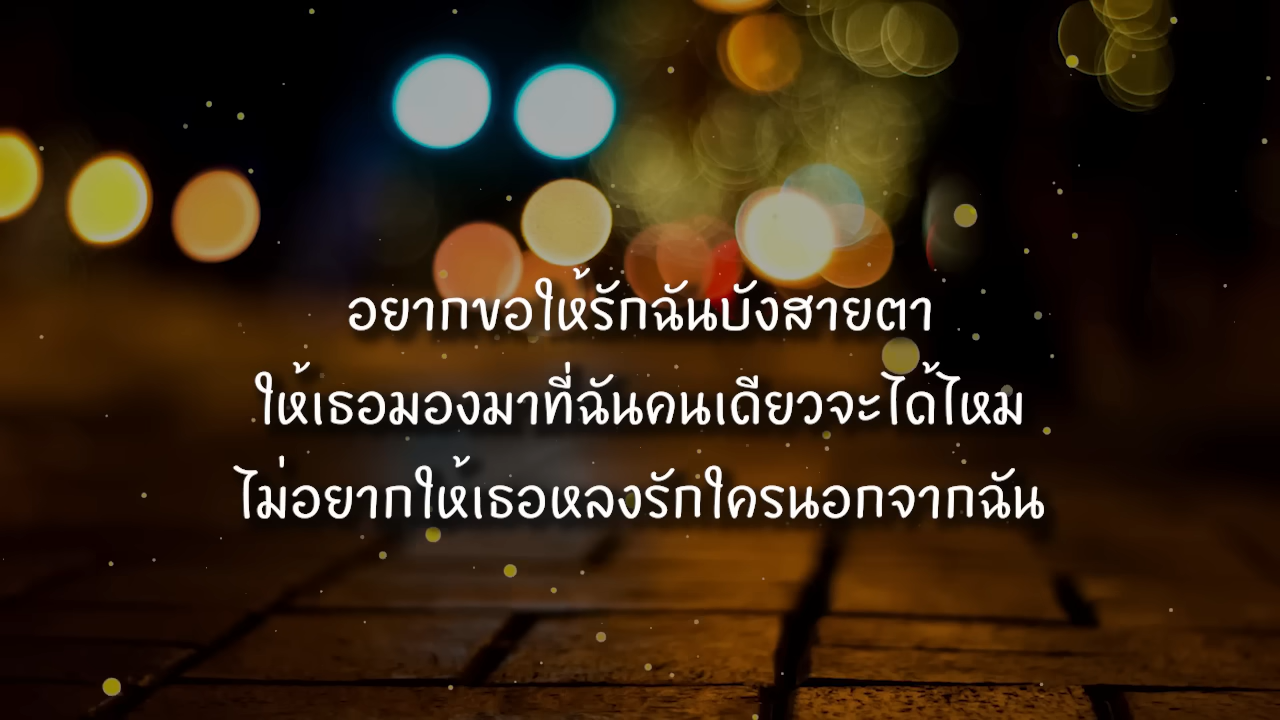 อยากขอให้รักฉันบังสายตา
ให้เธอมองมาที่ฉันคนเดียวจะได้ไหม
ไม่อยากให้เธอหลงรักใครนอกจากฉัน